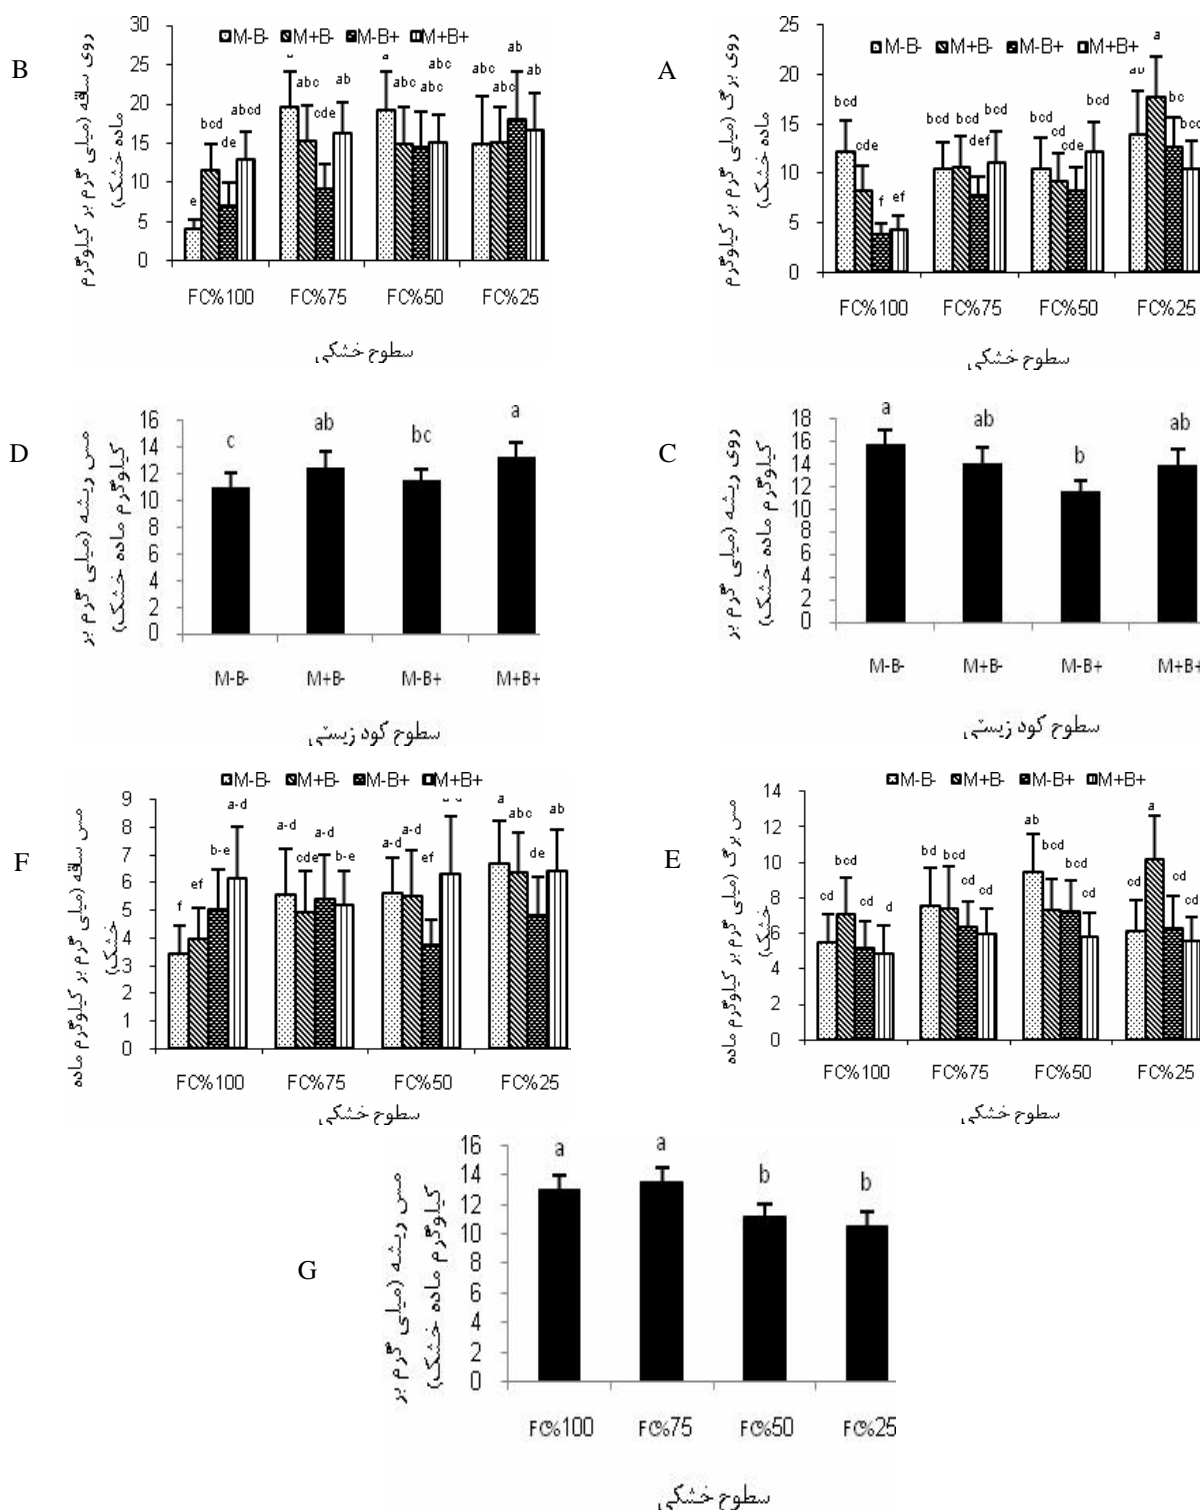 B
روی ساقه (میلی گرم بر کیلوگرم
ماده خشک)
30
25
20
15
10
5
0
M-B- M+B- M-B+ M+B+
e bcd de abcd
abc cde ab
a abc abc abc
abc abc ab ab
FC%100 FC%75 FC%50 FC%25
سطوح خشکی
A
روی برگ (میلی گرم بر کیلوگرم
ماده خشک)
25
20
15
10
5
0
M-B- M+B- M-B+ M+B+
bcd cde f ef
bcd bcd def bcd
bcd cd cde bcd
ab a bc bcd
FC%100 FC%75 FC%50 FC%25
سطوح خشکی
D
مس ریشه (میلی گرم بر
کیلوگرم ماده خشک)
16
14
12
10
8
6
4
2
0
c ab bc a
M-B- M+B- M-B+ M+B+
سطوح کود زیستی
C
روی ریشه (میلی گرم بر
کیلوگرم ماده خشک)
18
16
14
12
10
8
6
4
2
0
a ab b ab
M-B- M+B- M-B+ M+B+
سطوح کود زیستی
F
مس ساقه (میلی گرم بر کیلوگرم ماده
خشک)
9
8
7
6
5
4
3
2
1
0
M-B- M+B- M-B+ M+B+
f ef b-e a-d
a-d cde a-d b-e
a-d a-d ef
a abc de ab
FC%100 FC%75 FC%50 FC%25
سطوح خشکی
E
مس برگ (میلی گرم بر کیلوگرم ماده
خشک)
14
12
10
8
6
4
2
0
M-B- M+B- M-B+ M+B+
cd bcd cd d
bd bcd cd cd
ab bcd bcd cd
cd a cd cd
FC%100 FC%75 FC%50 FC%25
سطوح خشکی
G
مس ریشه (میلی گرم بر
کیلوگرم ماده خشک)
16
14
12
10
8
6
4
2
0
a a b b
FC%100 FC%75 FC%50 FC%25
سطوح خشکی